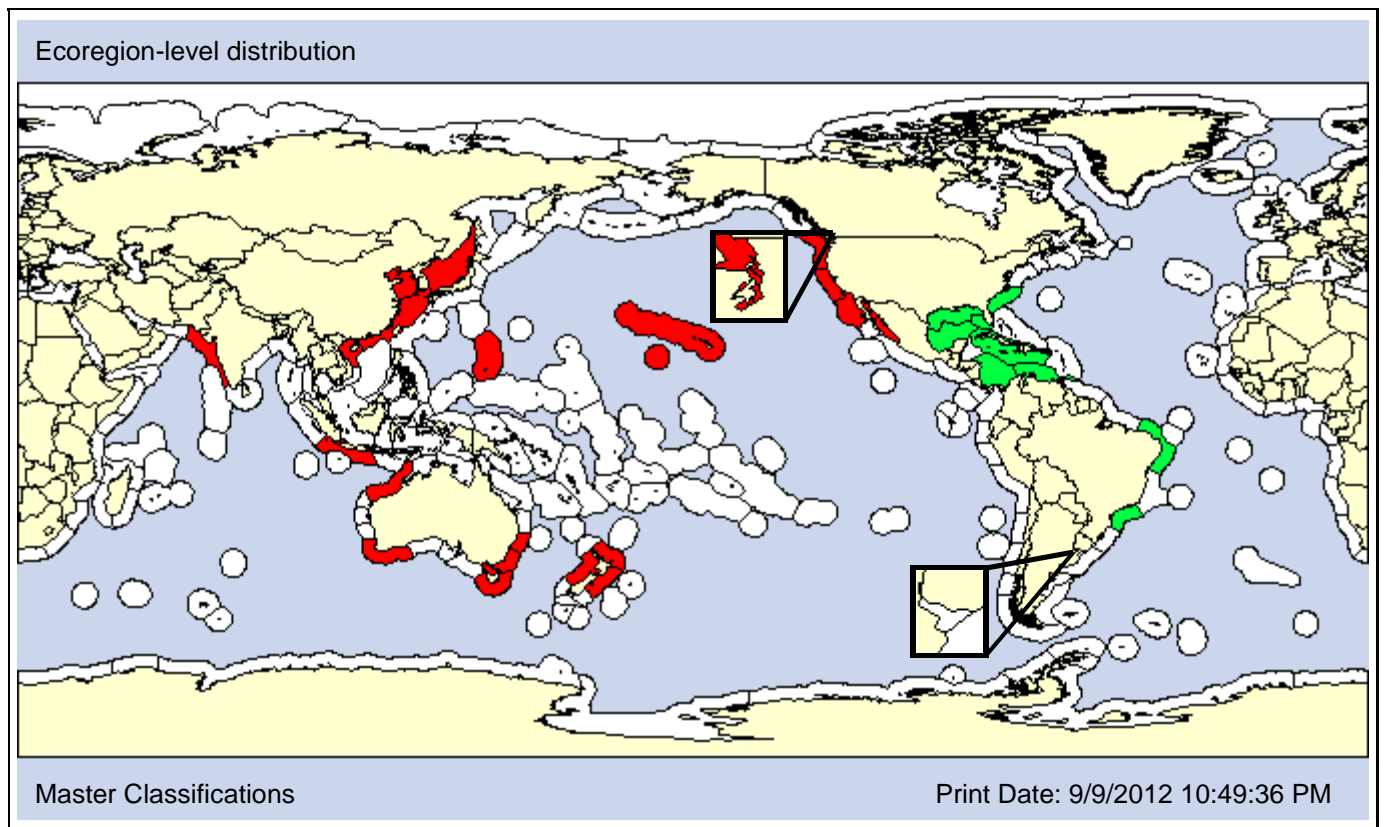 Ecoregion-level distribution
Master Classifications
Print Date: 9/9/2012 10:49:36 PM